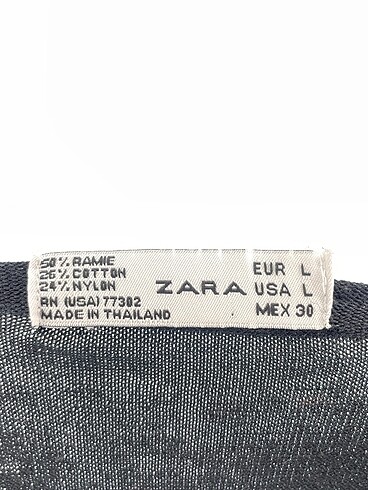 50% RAMIE
26% COTTON
24% NYLON
RN (USA) 77302
MADE IN THAILAND
ZARA
EUR L
USA L
MEX 30